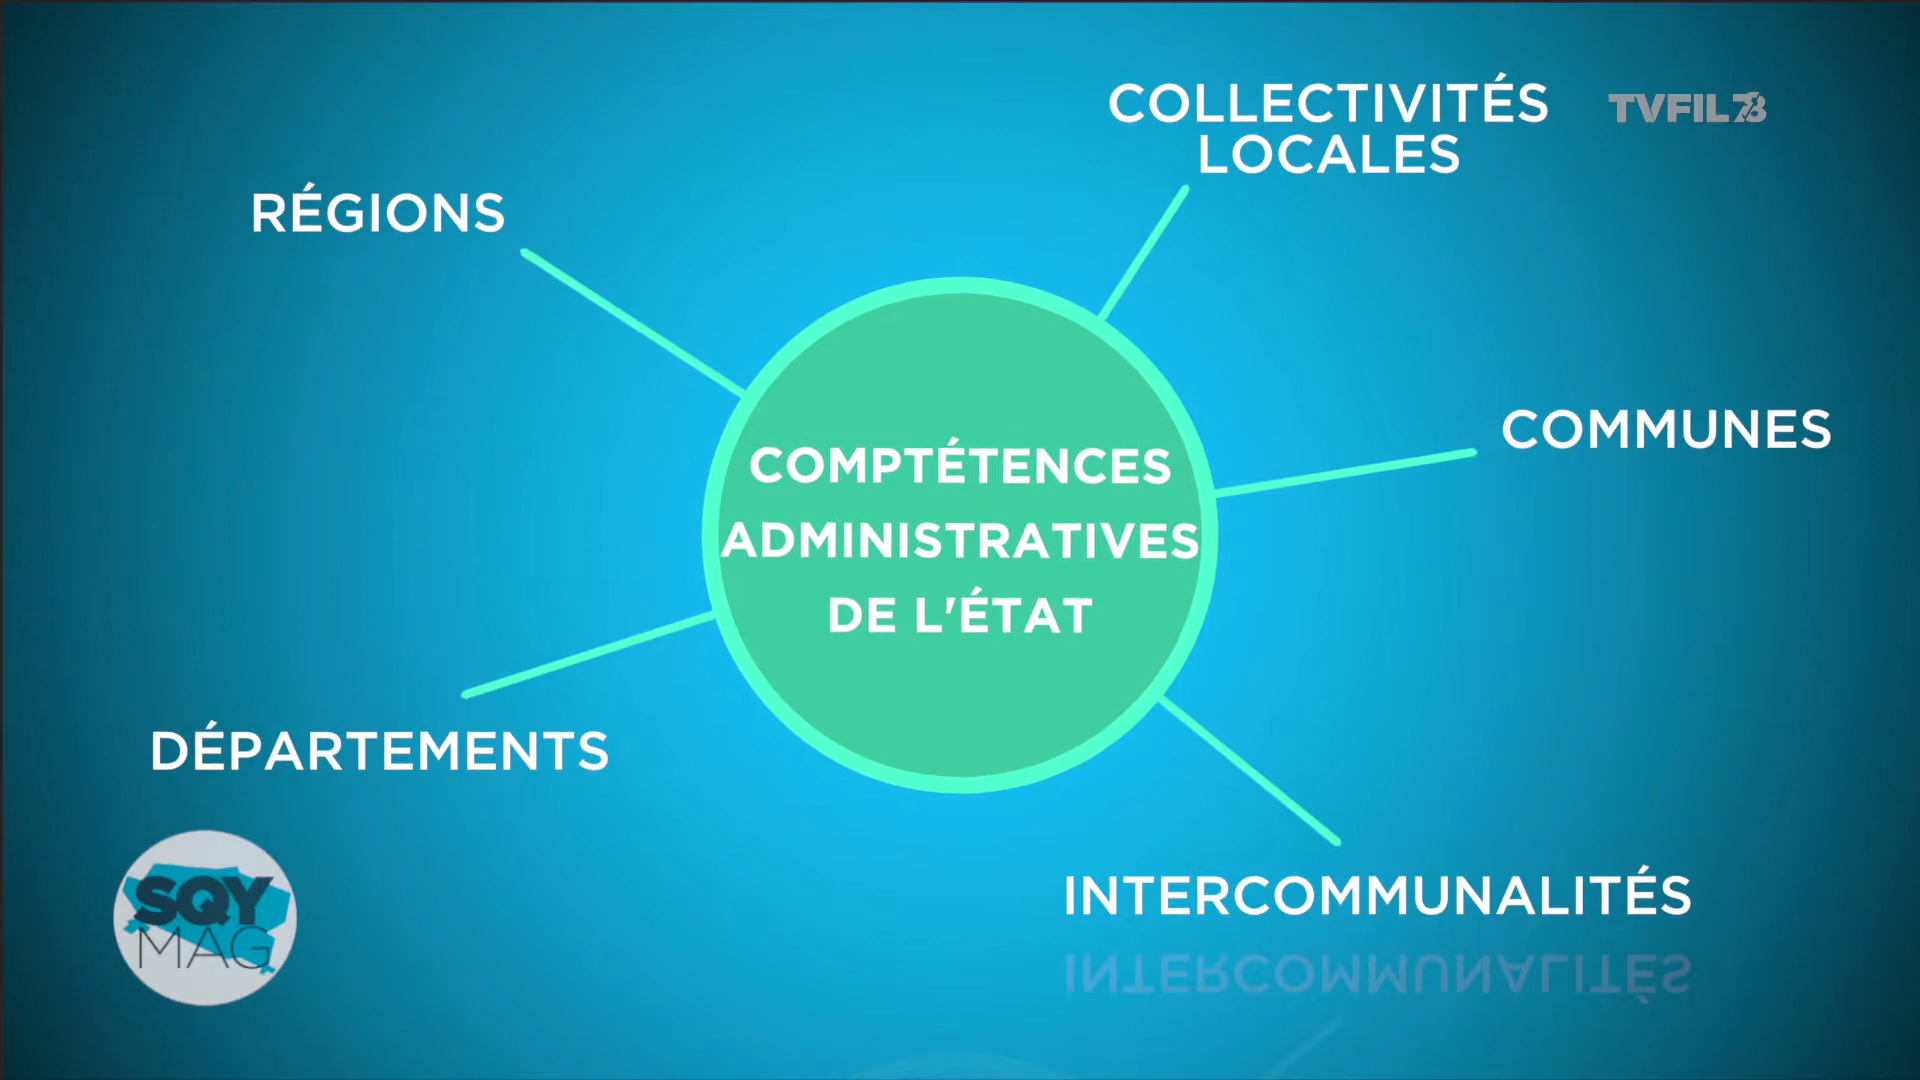 COLLECTIVITÉS
LOCALES
TVFIL78
RÉGIONS
COMMUNES
COMPTÉTENCES
ADMINISTRATIVES
DE L'ÉTAT
DÉPARTEMENTS
INTERCOMMUNALITÉS
SQY
MAG